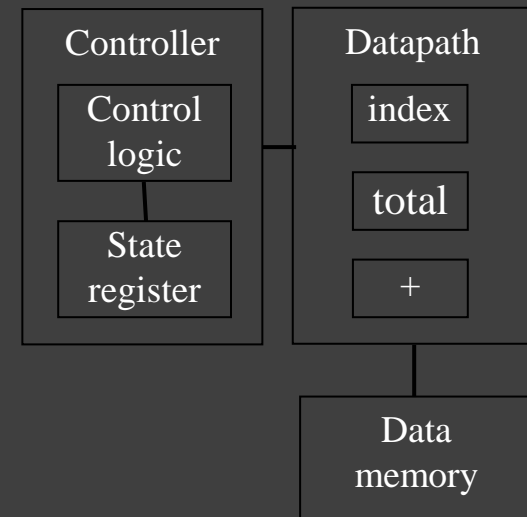 Controller
Control
logic
State
register
Datapath
index
total
+
Data
memory